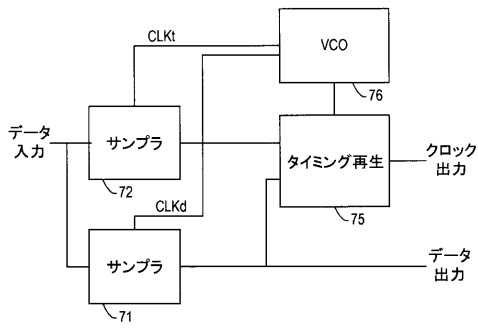 CLKt
VCO
76
データ
入力
サンプラ
72
タイミング再生
75
クロック
出力
CLKd
サンプラ
71
データ
出力